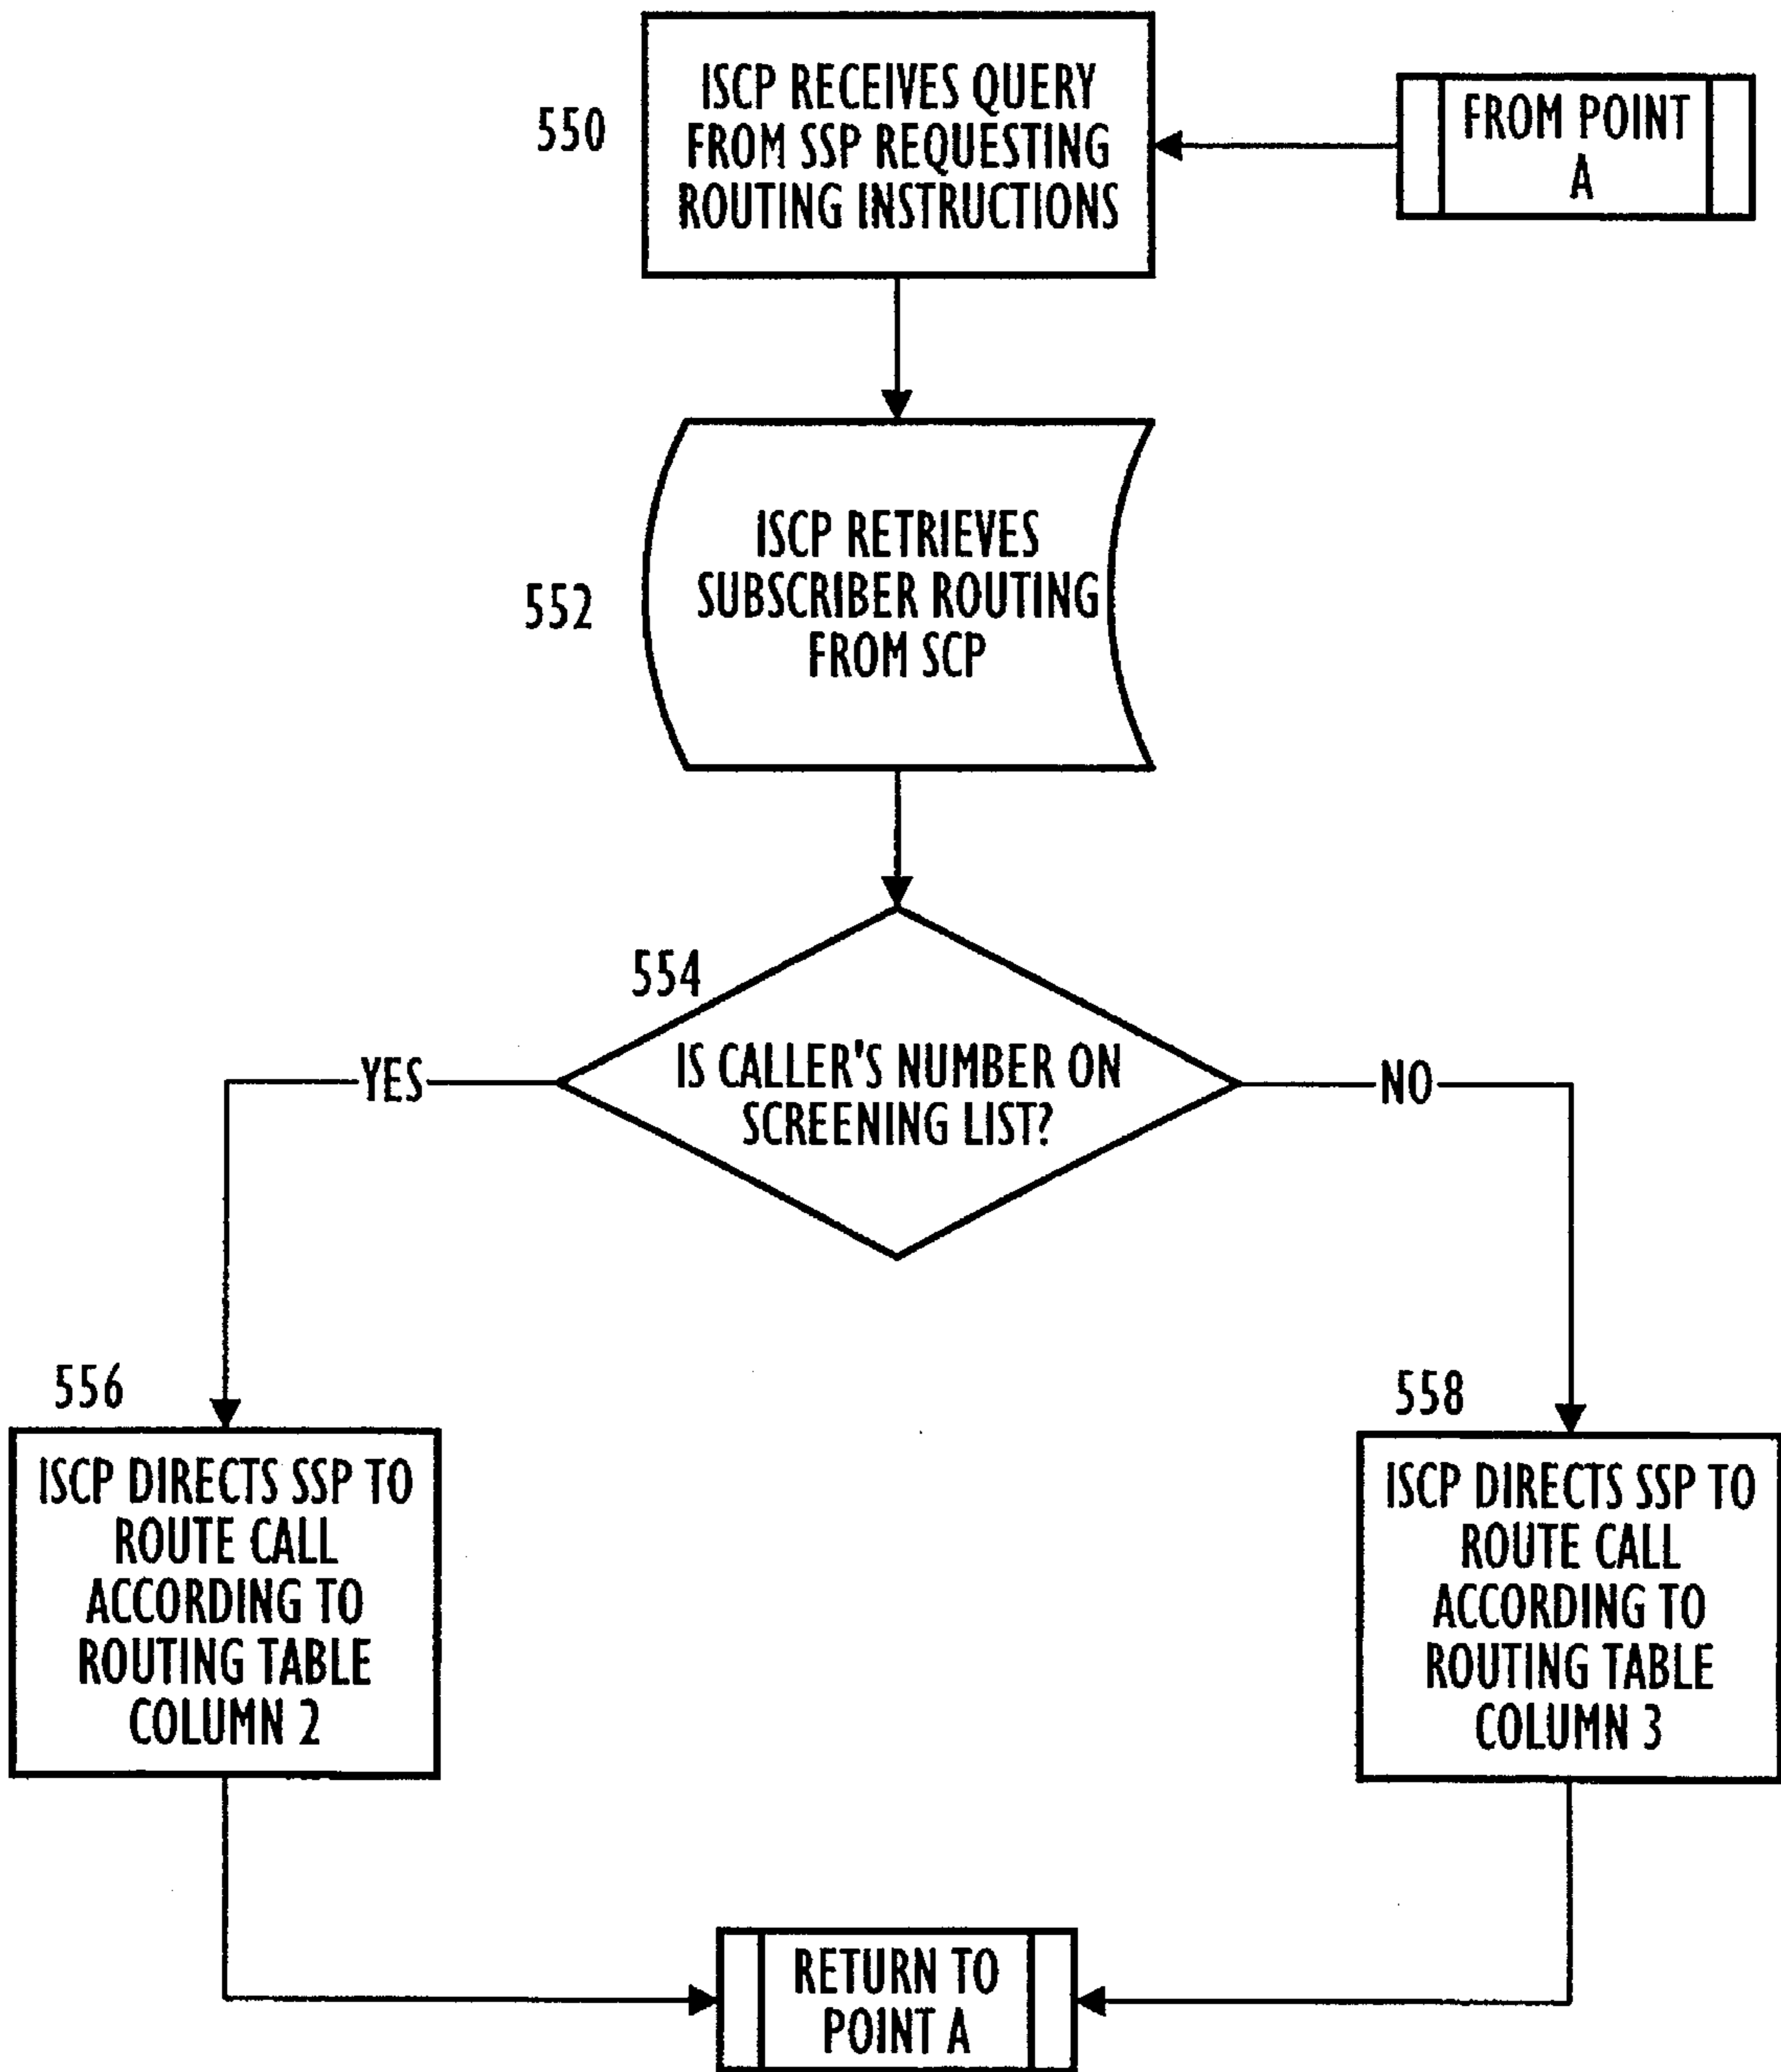 550
ISCP RECEIVES QUERY
FROM SSP REQUESTING
ROUTING INSTRUCTIONS
FROM POINT
A
552
ISCP RETRIEVES
SUBSCRIBER ROUTING
FROM SCP
554
IS CALLER'S NUMBER ON
SCREENING LIST?
YES
NO
556
ISCP DIRECTS SSP TO
ROUTE CALL
ACCORDING TO
ROUTING TABLE
COLUMN 2
558
ISCP DIRECTS SSP TO
ROUTE CALL
ACCORDING TO
ROUTING TABLE
COLUMN 3
RETURN TO
POINT A